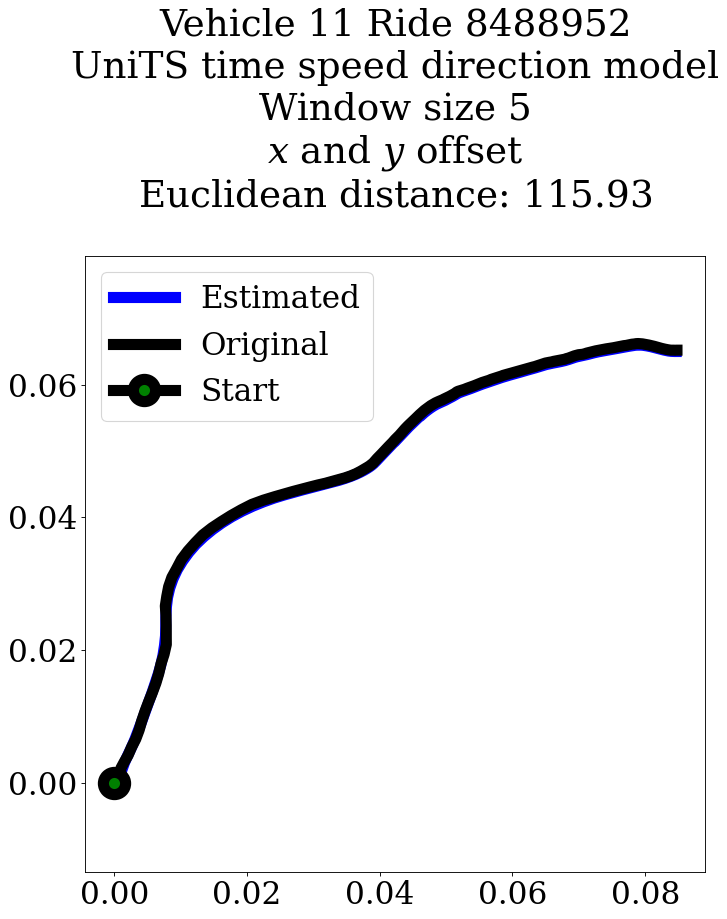 Vehicle 11 Ride 8488952
UniTS time speed direction model
Window size 5
x and y offset
Euclidean distance: 115.93
Estimated
Original
Start
0.06
0.04
0.02
0.00
0.00 0.02 0.04 0.06 0.08